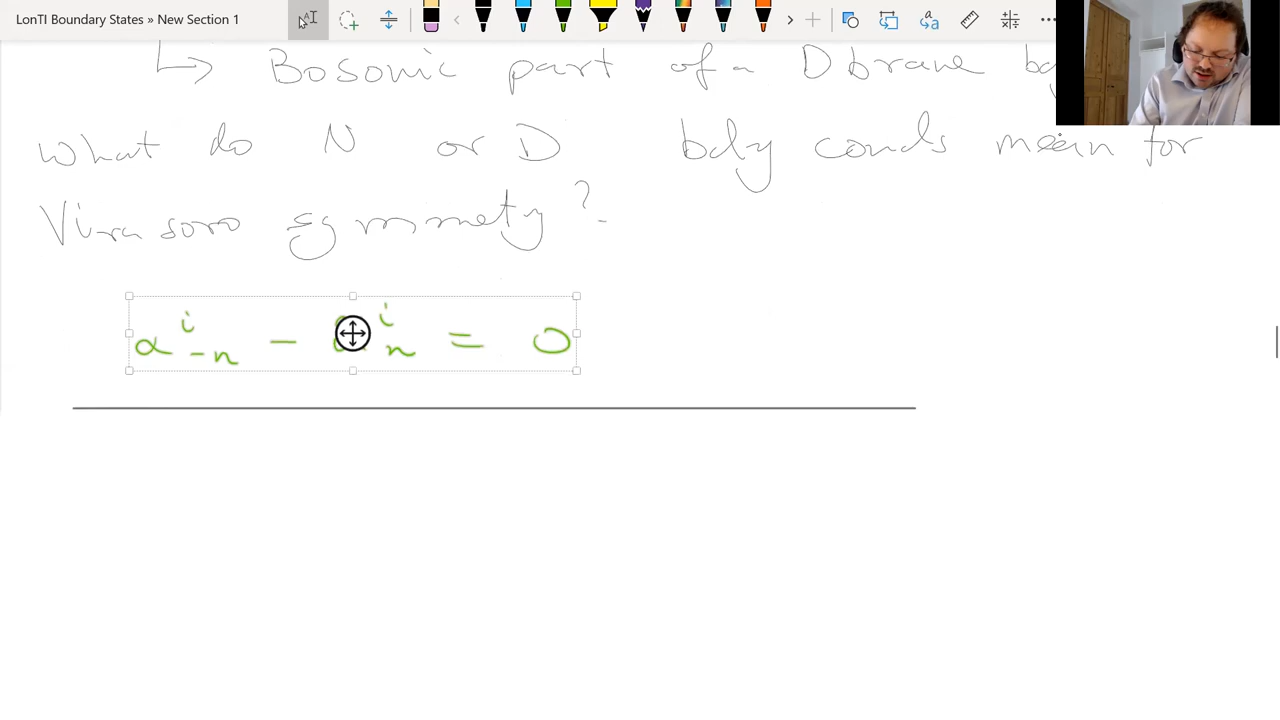 LonTI Boundary States » New Section 1
↳ Bosonic part of a D brane
What do N or D bdy conds mean for
Virasoro symmetry?
α^i_{-n} - ^i_n = 0